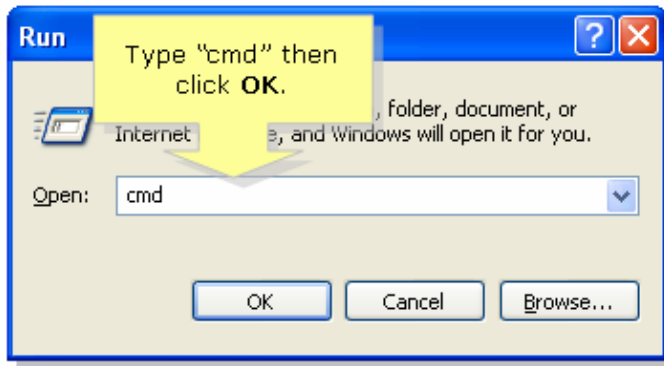 Run
Type "cmd" then
click OK.
, folder, document, or
Internet e, and Windows will open it for you.
Open: cmd
OK Cancel Browse...